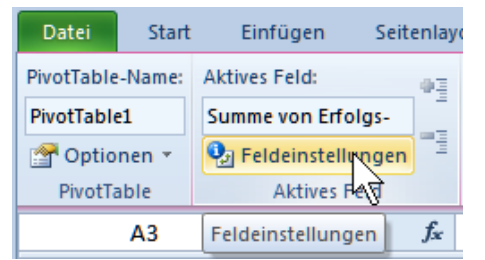 Datei Start Einfügen Seitenlay
PivotTable-Name: Aktives Feld:
PivotTable1 Summe von Erfolgs-
Optionen Feldeinstellungen
PivotTable Aktives Feld
A3 Feldeinstellungen fx